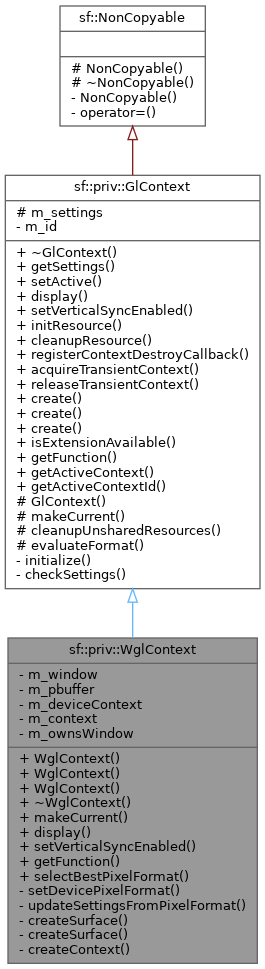 sf::NonCopyable
# NonCopyable()
# ~NonCopyable()
- NonCopyable()
- operator=()
sf::priv::GlContext
# m_settings
- m_id
+ ~GlContext()
+ getSettings()
+ setActive()
+ display()
+ setVerticalSyncEnabled()
+ initResource()
+ cleanupResource()
+ registerContextDestroyCallback()
+ acquireTransientContext()
+ releaseTransientContext()
+ create()
+ create()
+ create()
+ isExtensionAvailable()
+ getFunction()
+ getActiveContext()
+ getActiveContextId()
# GlContext()
# makeCurrent()
# cleanupUnsharedResources()
# evaluateFormat()
- initialize()
- checkSettings()
sf::priv::WglContext
- m_window
- m_pbuffer
- m_deviceContext
- m_context
- m_ownsWindow
+ WglContext()
+ WglContext()
+ WglContext()
+ ~WglContext()
+ makeCurrent()
+ display()
+ setVerticalSyncEnabled()
+ getFunction()
+ selectBestPixelFormat()
- setDevicePixelFormat()
- updateSettingsFromPixelFormat()
- createSurface()
- createSurface()
- createContext()